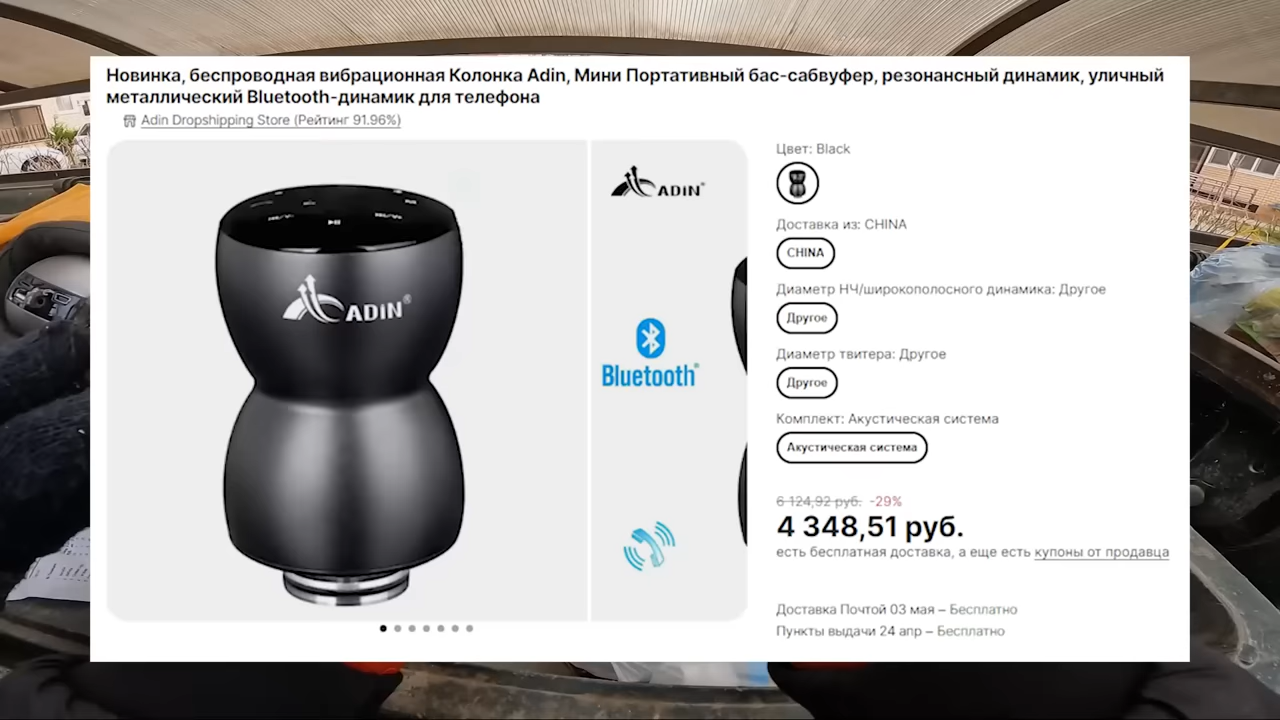 Новинка, беспроводная вибрационная Колонка Adin, Мини Портативный бас-сабвуфер, резонансный динамик, уличный
металлический Bluetooth-динамик для телефона
Adin Dropshipping Store (Рейтинг 91.96%)
ADIN®
ADIN®
Bluetooth®
Цвет: Black
Доставка из: CHINA
CHINA
Диаметр НЧ/широкополосного динамика: Другое
Другое
Диаметр твитера: Другое
Другое
Комплект: Акустическая система
Акустическая система
6 124,92 руб. -29%
4 348,51 руб.
есть бесплатная доставка, а еще есть купоны от продавца
Доставка Почтой 03 мая – Бесплатно
Пункты выдачи 24 апр – Бесплатно